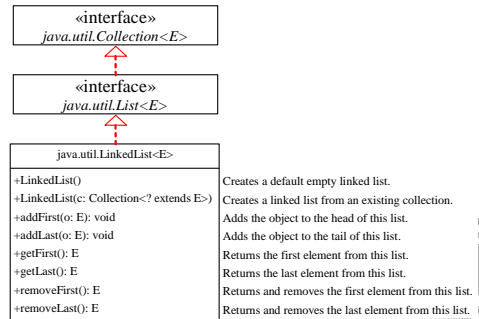 «interface»
java.util.Collection<E>
«interface»
java.util.List<E>
java.util.LinkedList<E>
+LinkedList() Creates a default empty linked list.
+LinkedList(c: Collection<? extends E>) Creates a linked list from an existing collection.
+addFirst(o: E): void Adds the object to the head of this list.
+addLast(o: E): void Adds the object to the tail of this list.
+getFirst(): E Returns the first element from this list.
+getLast(): E Returns the last element from this list.
+removeFirst(): E Returns and removes the first element from this list.
+removeLast(): E Returns and removes the last element from this list.